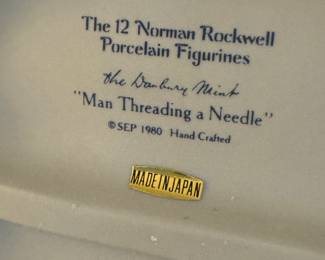 The 12 Norman Rockwell
Porcelain Figurines
the Danbury Mint
"Man Threading a Needle"
© SEP 1980 Hand Crafted
MADE IN JAPAN